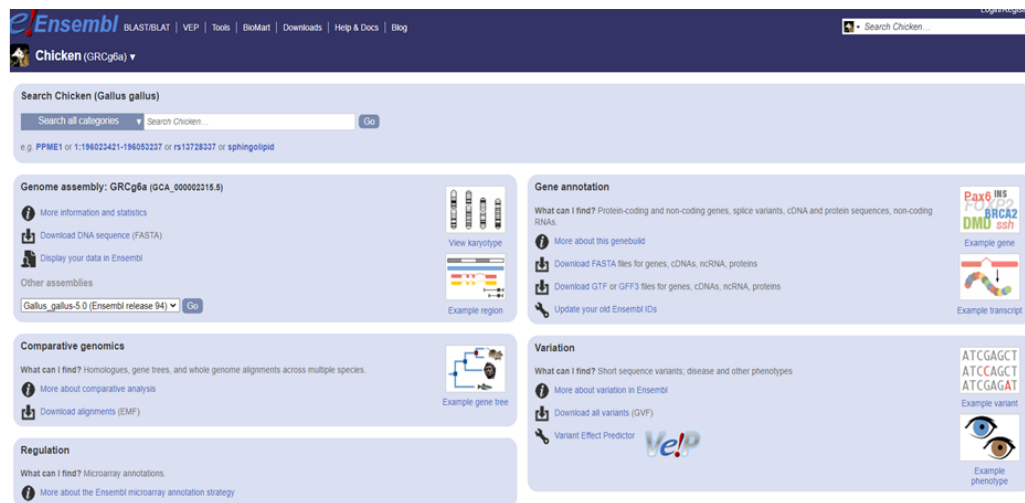 e!Ensembl BLAST/BLAT | VEP | Tools | BioMart | Downloads | Help & Docs | Blog
Login/Regis
Search Chicken...
Chicken (GRCg6a) ▼
Search Chicken (Gallus gallus)
Search all categories ▼ Search Chicken... Go
e.g. PPME1 or 1:196023421-196053237 or rs13728337 or sphingolipid
Genome assembly: GRCg6a (GCA_000002315.5)
More information and statistics
Download DNA sequence (FASTA)
Display your data in Ensembl
Other assemblies
Gallus_gallus-5.0 (Ensembl release 94) Go
View karyotype
Example region
Gene annotation
What can I find? Protein-coding and non-coding genes, splice variants, cDNA and protein sequences, non-coding
RNAs.
More about this genebuild
Download FASTA files for genes, cDNAs, ncRNA, proteins
Download GTF or GFF3 files for genes, cDNAs, ncRNA, proteins
Update your old Ensembl IDs
Pax6 INS
FOXP2
BRCA2
DMD ssh
Example gene
Example transcript
Comparative genomics
What can I find? Homologues, gene trees, and whole genome alignments across multiple species.
More about comparative analysis
Download alignments (EMF)
Example gene tree
Variation
What can I find? Short sequence variants; disease and other phenotypes
More about variation in Ensembl
Download all variants (GVF)
Variant Effect Predictor Ve!P
ATCGAGCT
ATCCAGCT
ATCGAGAT
Example variant
Example
phenotype
Regulation
What can I find? Microarray annotations.
More about the Ensembl microarray annotation strategy